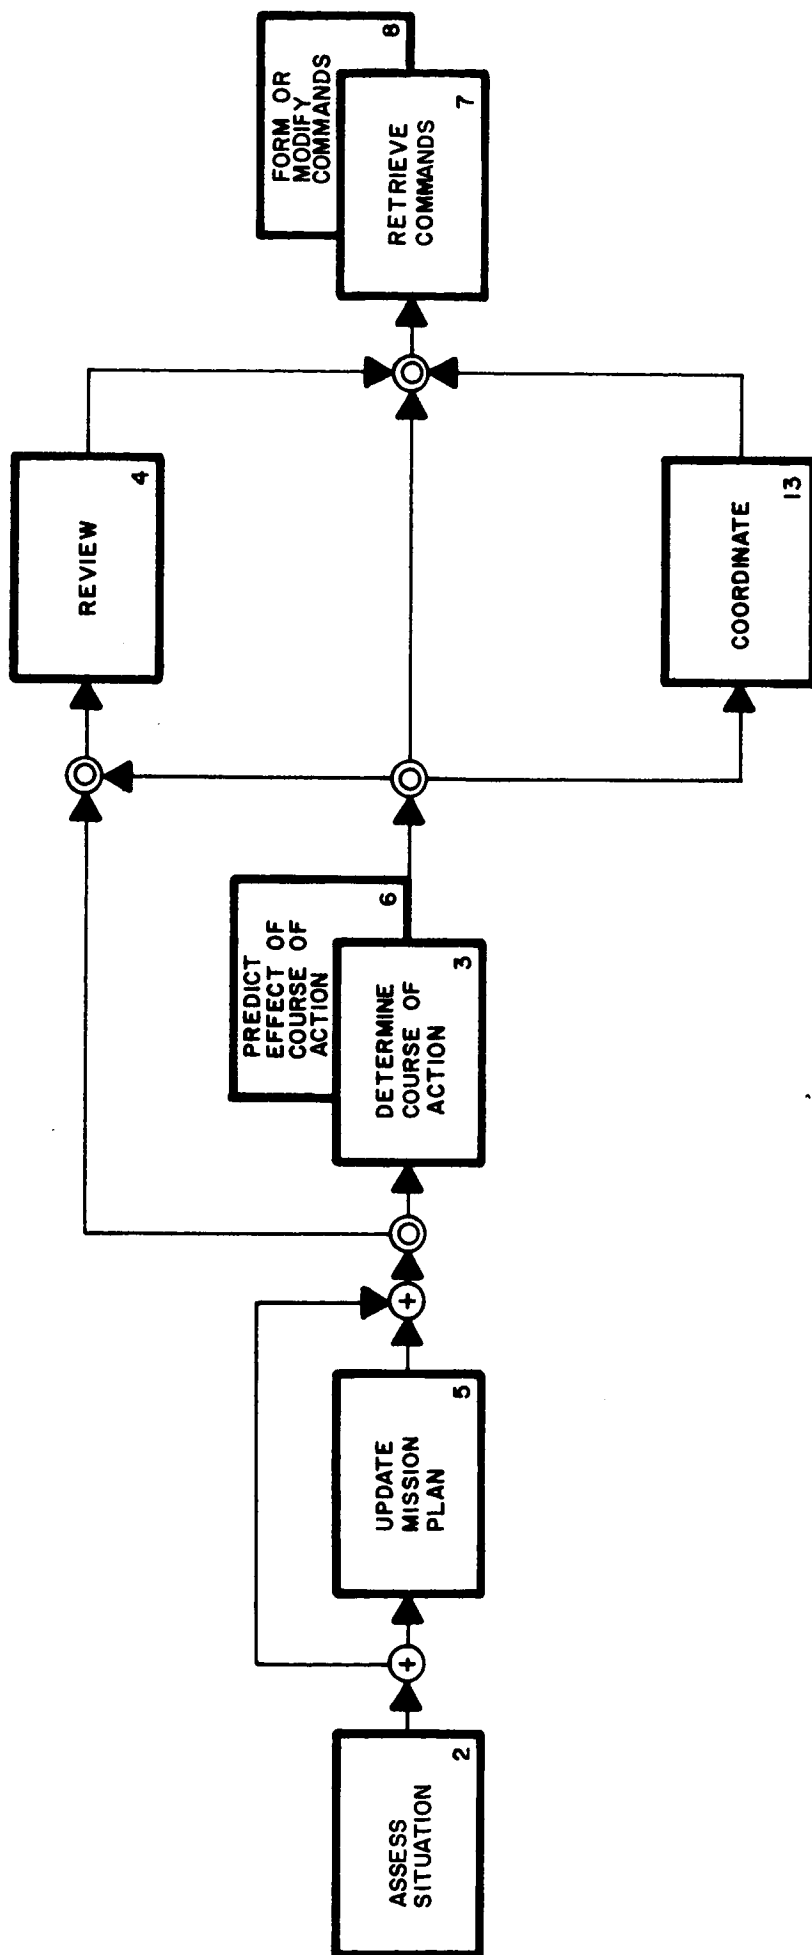 ASSESS
SITUATION
2
UPDATE
MISSION
PLAN
5
+
+
PREDICT
EFFECT OF
COURSE OF
ACTION
6
DETERMINE
COURSE OF
ACTION
3
REVIEW
4
COORDINATE
13
FORM OR
MODIFY
COMMANDS
8
RETRIEVE
COMMANDS
7